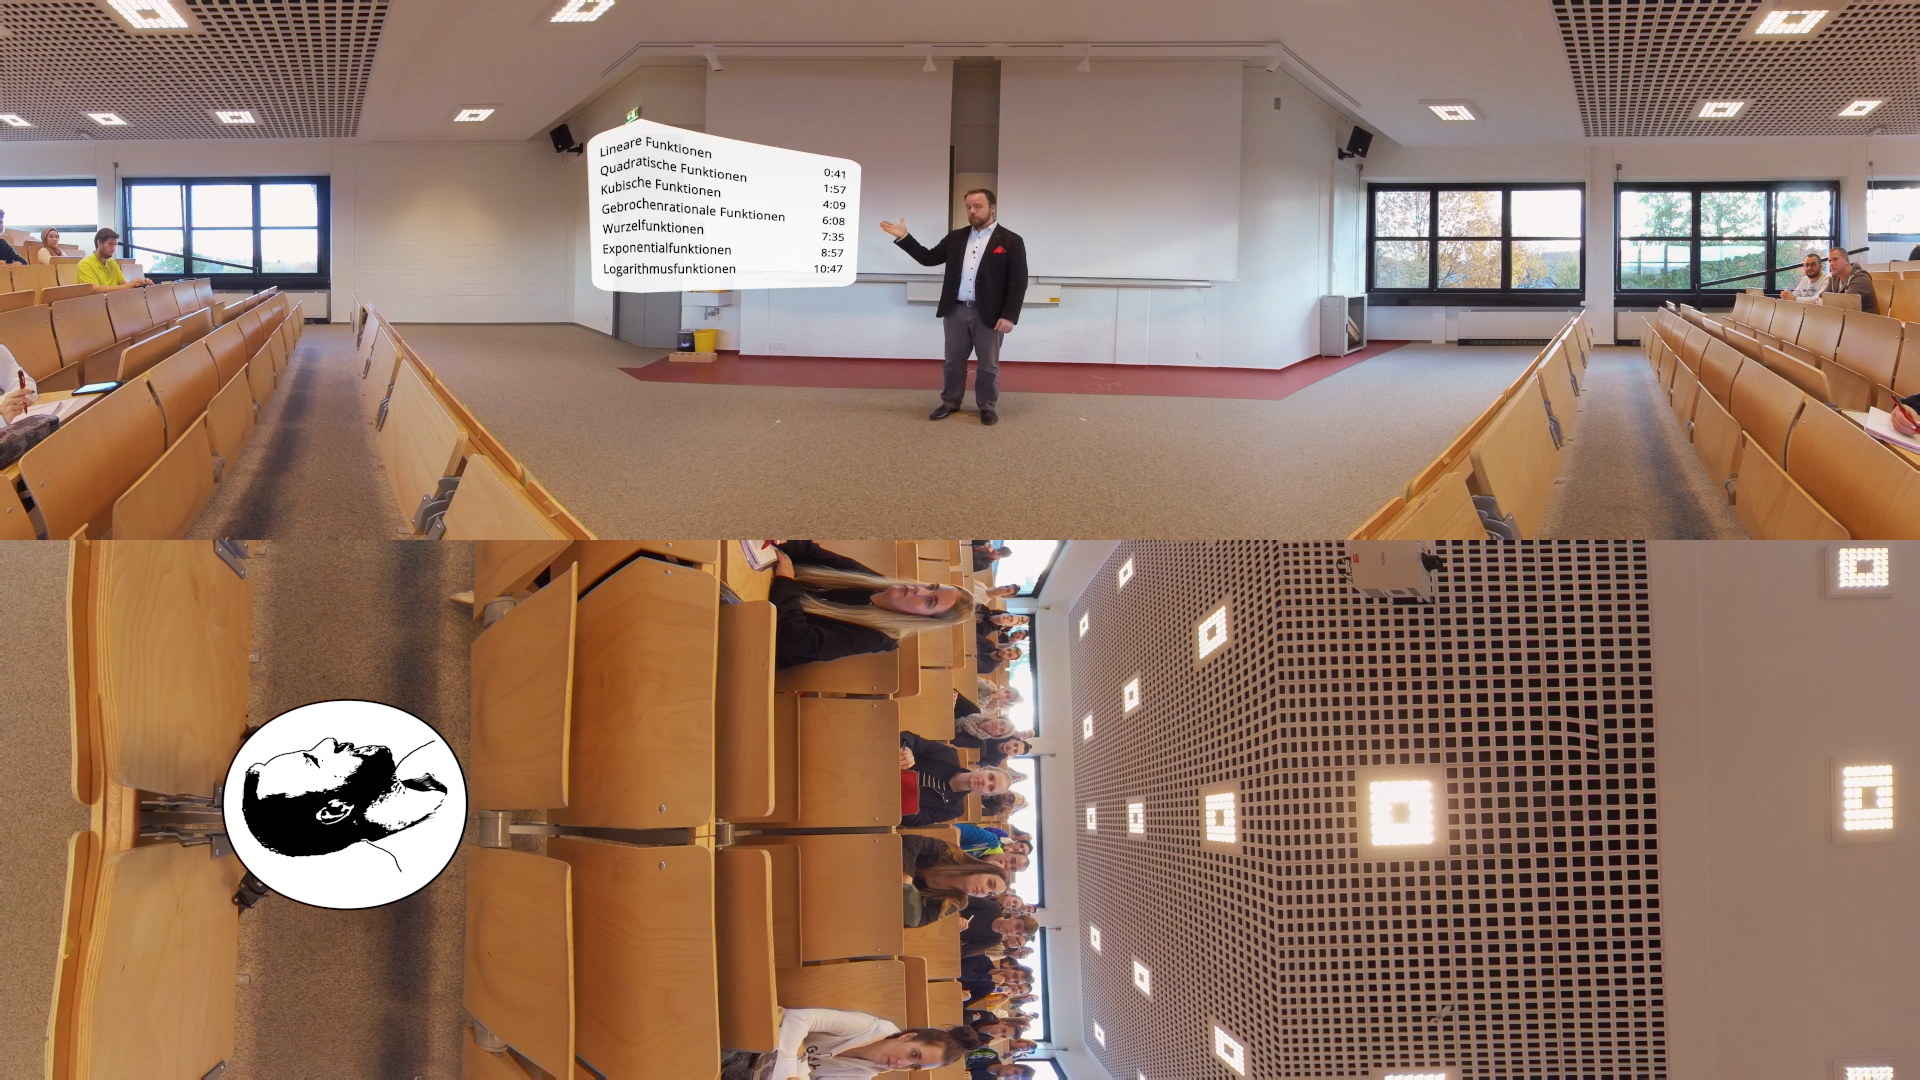 Lineare Funktionen 0:41
Quadratische Funktionen 1:57
Kubische Funktionen 4:09
Gebrochenrationale Funktionen 6:08
Wurzelfunktionen 7:35
Exponentialfunktionen 8:57
Logarithmusfunktionen 10:47